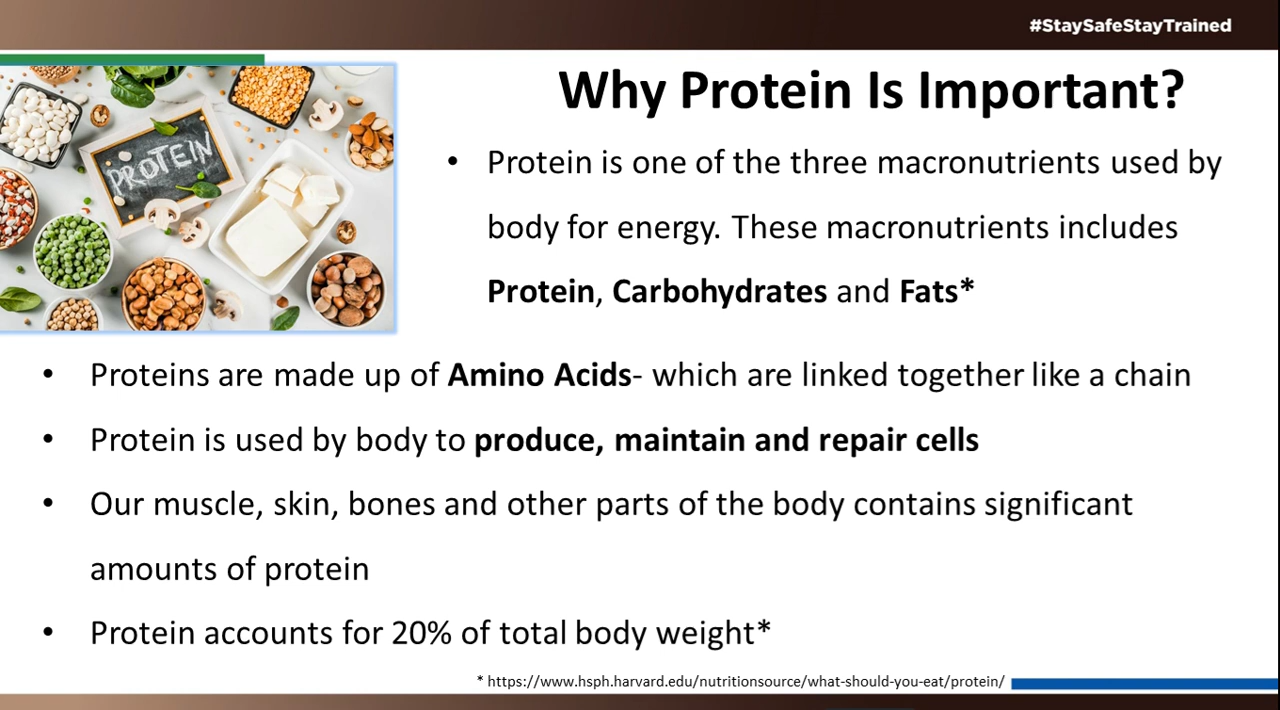 #StaySafeStayTrained
PROTEIN
Why Protein Is Important?
• Protein is one of the three macronutrients used by
body for energy. These macronutrients includes
Protein, Carbohydrates and Fats*
• Proteins are made up of Amino Acids- which are linked together like a chain
• Protein is used by body to produce, maintain and repair cells
• Our muscle, skin, bones and other parts of the body contains significant
amounts of protein
• Protein accounts for 20% of total body weight*
* https://www.hsph.harvard.edu/nutritionsource/what-should-you-eat/protein/